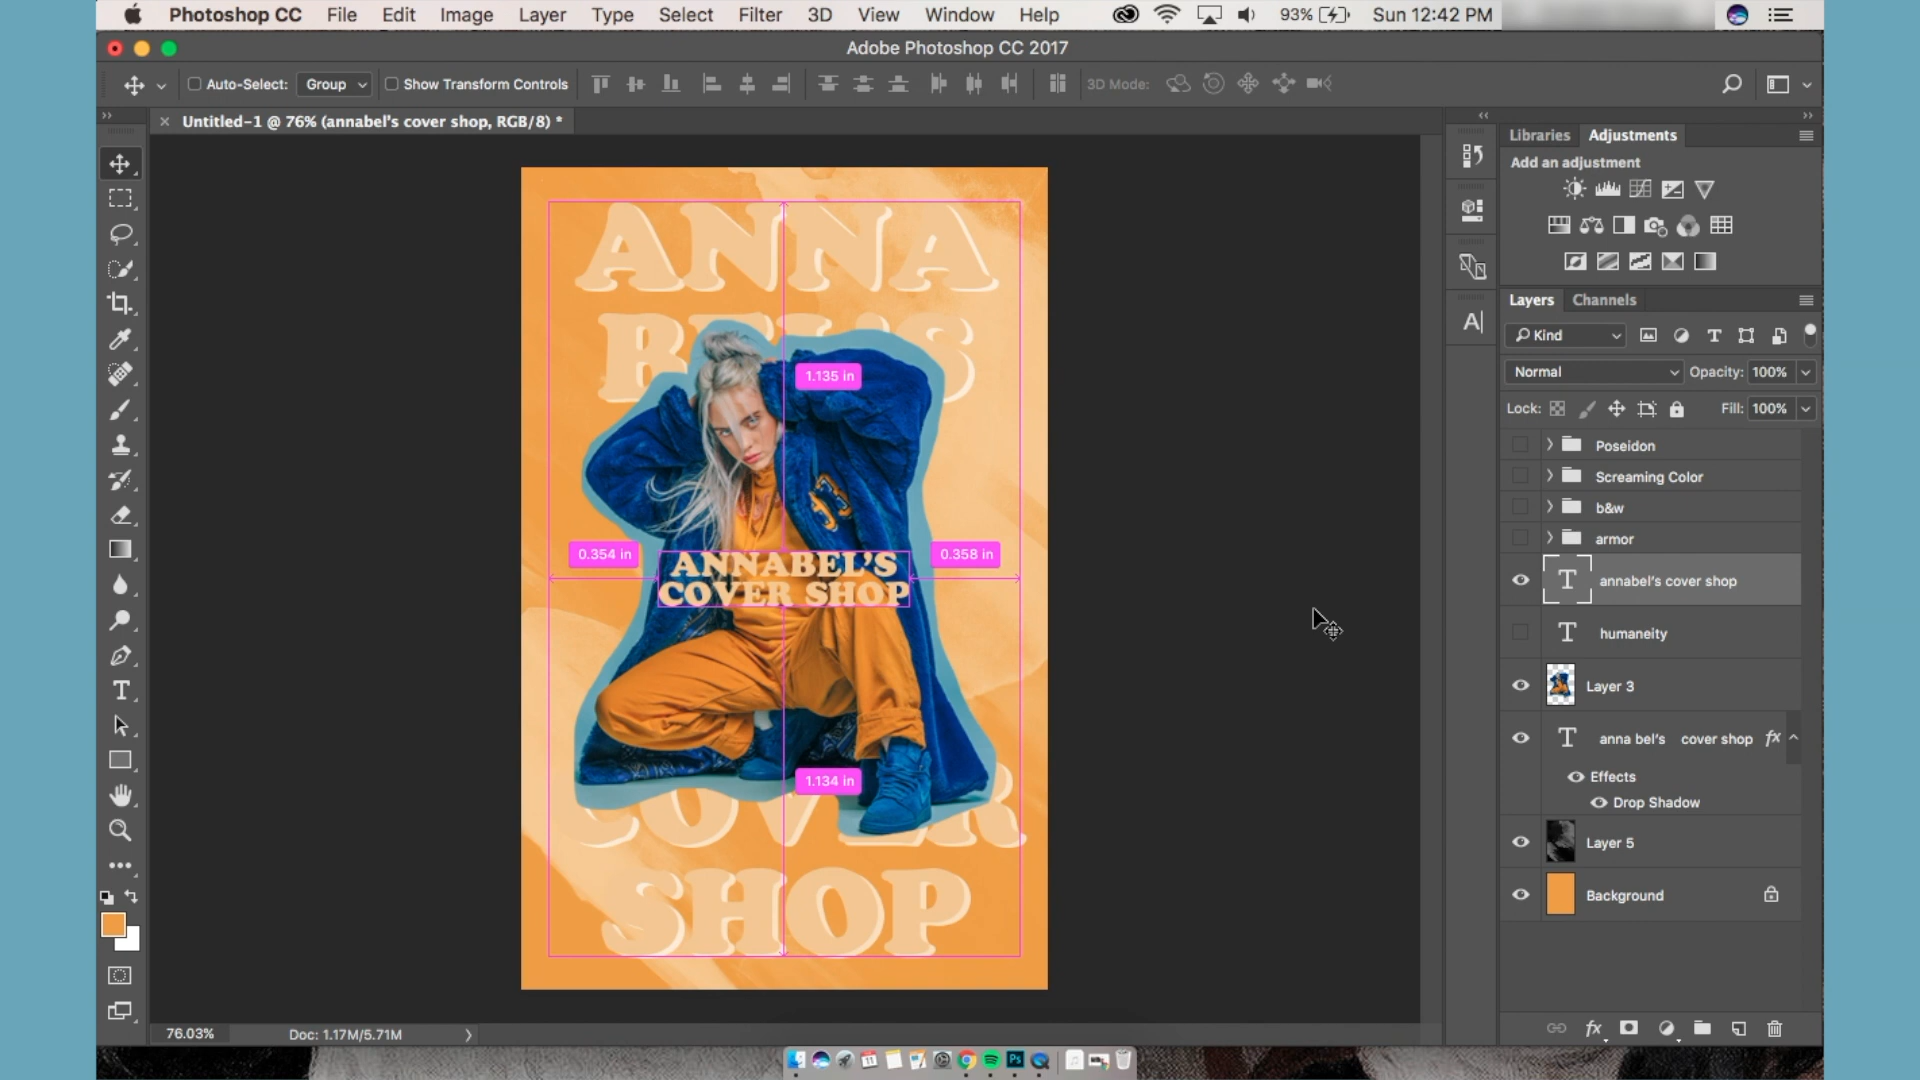 Photoshop CC File Edit Image Layer Type Select Filter 3D View Window Help 93% Sun 12:42 PM
Adobe Photoshop CC 2017
Auto-Select: Group Show Transform Controls 3D Mode:
Untitled-1 @ 76% (annabel's cover shop, RGB/8) *
Libraries Adjustments
Add an adjustment
Layers Channels
Kind
Normal Opacity: 100%
Lock: Fill: 100%
Poseidon
Screaming Color
b&w
armor
annabel's cover shop
humaneity
Layer 3
anna bel's cover shop fx
Effects
Drop Shadow
Layer 5
Background
ANNA
BEL'S
1.135 in
0.354 in
0.358 in
ANNABEL'S
COVER SHOP
1.134 in
COVER
SHOP
76.03% Doc: 1.17M/5.71M
fx
Ps